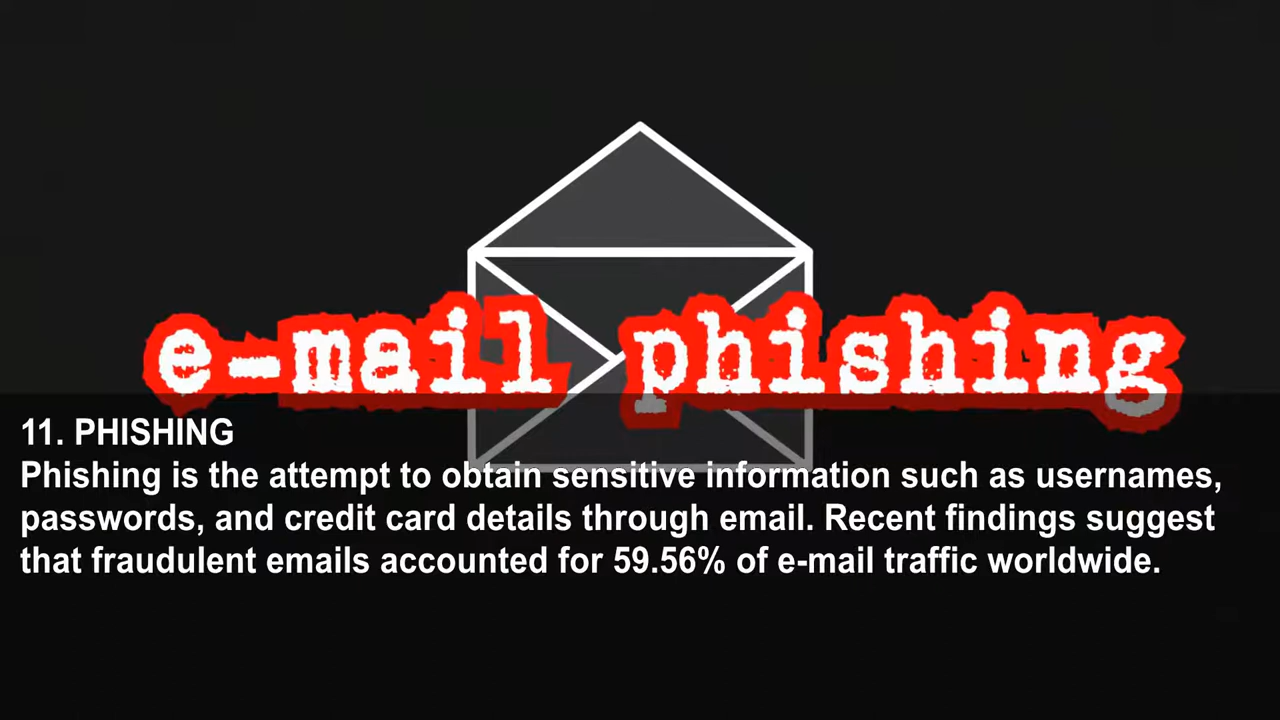 e-mail phishing
11. PHISHING
Phishing is the attempt to obtain sensitive information such as usernames,
passwords, and credit card details through email. Recent findings suggest
that fraudulent emails accounted for 59.56% of e-mail traffic worldwide.